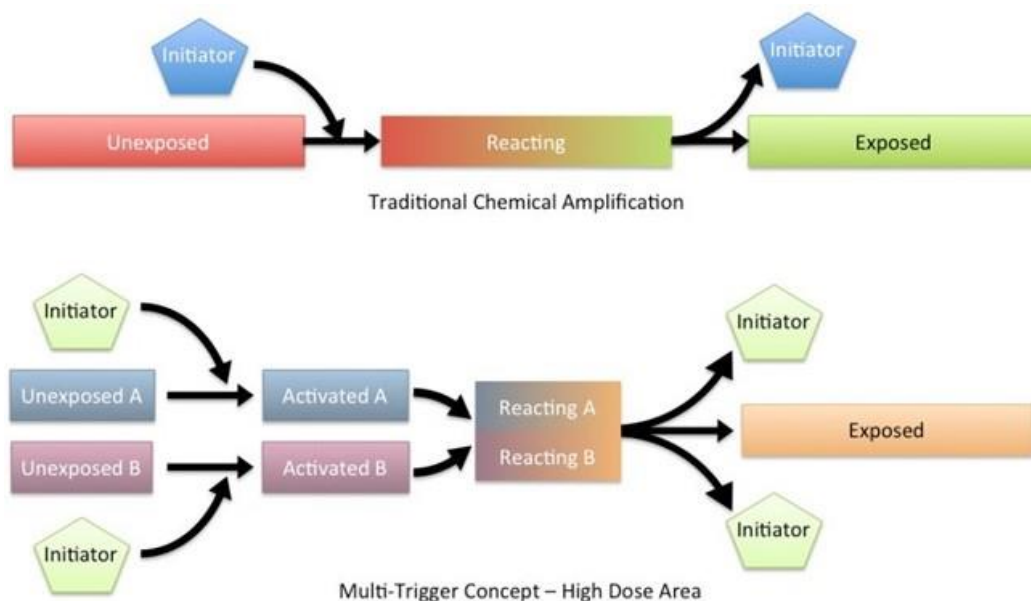 Initiator
Initiator
Unexposed
Reacting
Exposed
Traditional Chemical Amplification
Initiator
Initiator
Unexposed A
Activated A
Reacting A
Exposed
Unexposed B
Activated B
Reacting B
Initiator
Initiator
Multi-Trigger Concept – High Dose Area